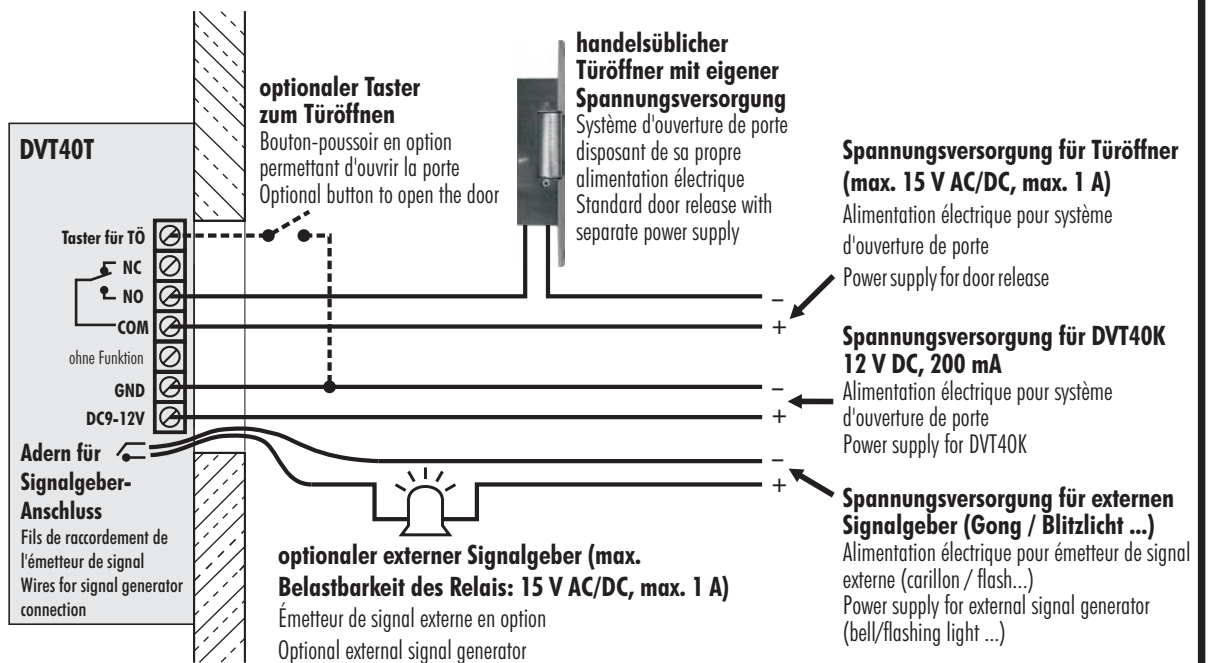 DVT40T
Taster für TÖ
NC
NO
COM
ohne Funktion
GND
DC9-12V
Adern für
Signalgeber-
Anschluss
Fils de raccordement de
l'émetteur de signal
Wires for signal generator
connection
optionaler Taster
zum Türöffnen
Bouton-poussoir en option
permettant d'ouvrir la porte
Optional button to open the door
handelsüblicher
Türöffner mit eigener
Spannungsversorgung
Système d'ouverture de porte
disposant de sa propre
alimentation électrique
Standard door release with
separate power supply
–
+
–
+
–
+
Spannungsversorgung für Türöffner
(max. 15 V AC/DC, max. 1 A)
Alimentation électrique pour système
d'ouverture de porte
Power supply for door release
Spannungsversorgung für DVT40K
12 V DC, 200 mA
Alimentation électrique pour système
d'ouverture de porte
Power supply for DVT40K
Spannungsversorgung für externen
Signalgeber (Gong / Blitzlicht ...)
Alimentation électrique pour émetteur de signal
externe (carillon / flash...)
Power supply for external signal generator
(bell/flashing light ...)
optionaler externer Signalgeber (max.
Belastbarkeit des Relais: 15 V AC/DC, max. 1 A)
Émetteur de signal externe en option
Optional external signal generator